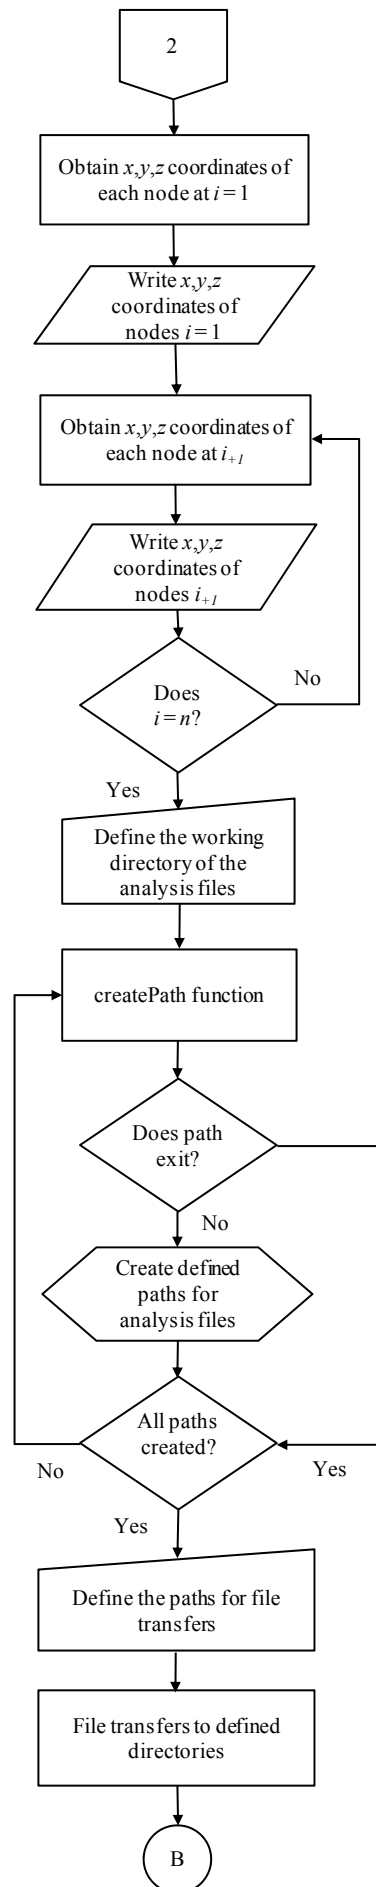 2
Obtain x,y,z coordinates of
each node at i = 1
Write x,y,z
coordinates of
nodes i = 1
Obtain x,y,z coordinates of
each node at i+1
Write x,y,z
coordinates of
nodes i+1
Does
i = n?
No
Yes
Define the working
directory of the
analysis files
createPath function
Does path
exit?
No
Create defined
paths for
analysis files
All paths
created?
No
Yes
Yes
Define the paths for file
transfers
File transfers to defined
directories
B